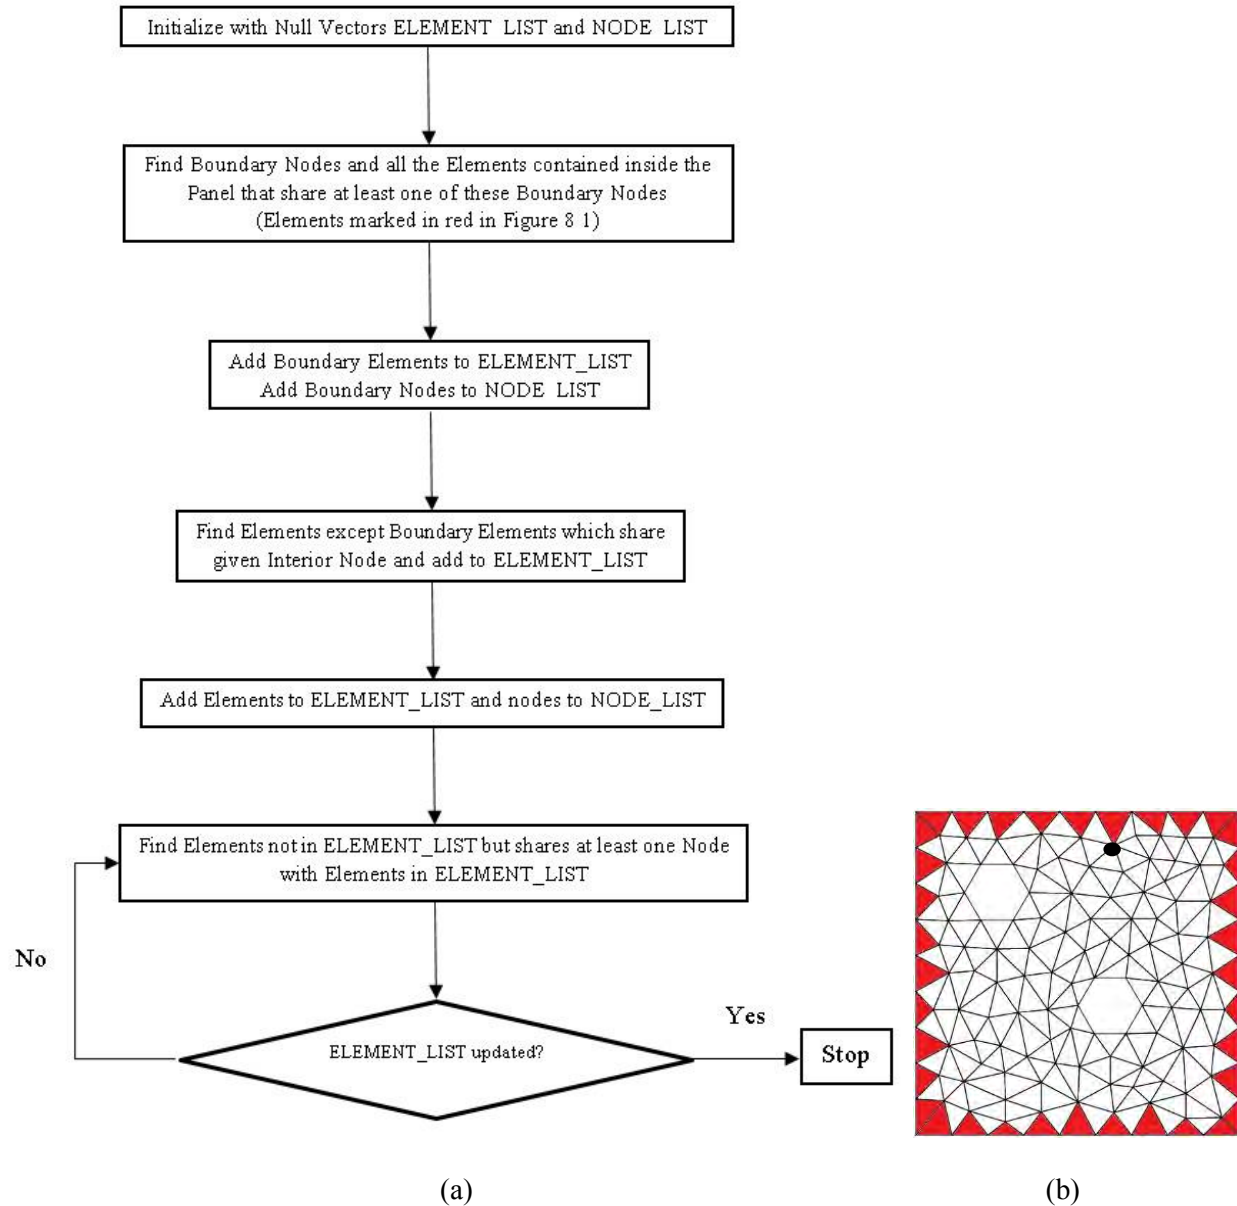 Initialize with Null Vectors ELEMENT LIST and NODE LIST
Find Boundary Nodes and all the Elements contained inside the
Panel that share at least one of these Boundary Nodes
(Elements marked in red in Figure 8 1)
Add Boundary Elements to ELEMENT_LIST
Add Boundary Nodes to NODE LIST
Find Elements except Boundary Elements which share
given Interior Node and add to ELEMENT_LIST
Add Elements to ELEMENT_LIST and nodes to NODE_LIST
Find Elements not in ELEMENT_LIST but shares at least one Node
with Elements in ELEMENT_LIST
No
ELEMENT_LIST updated?
Yes
Stop
(a)
(b)